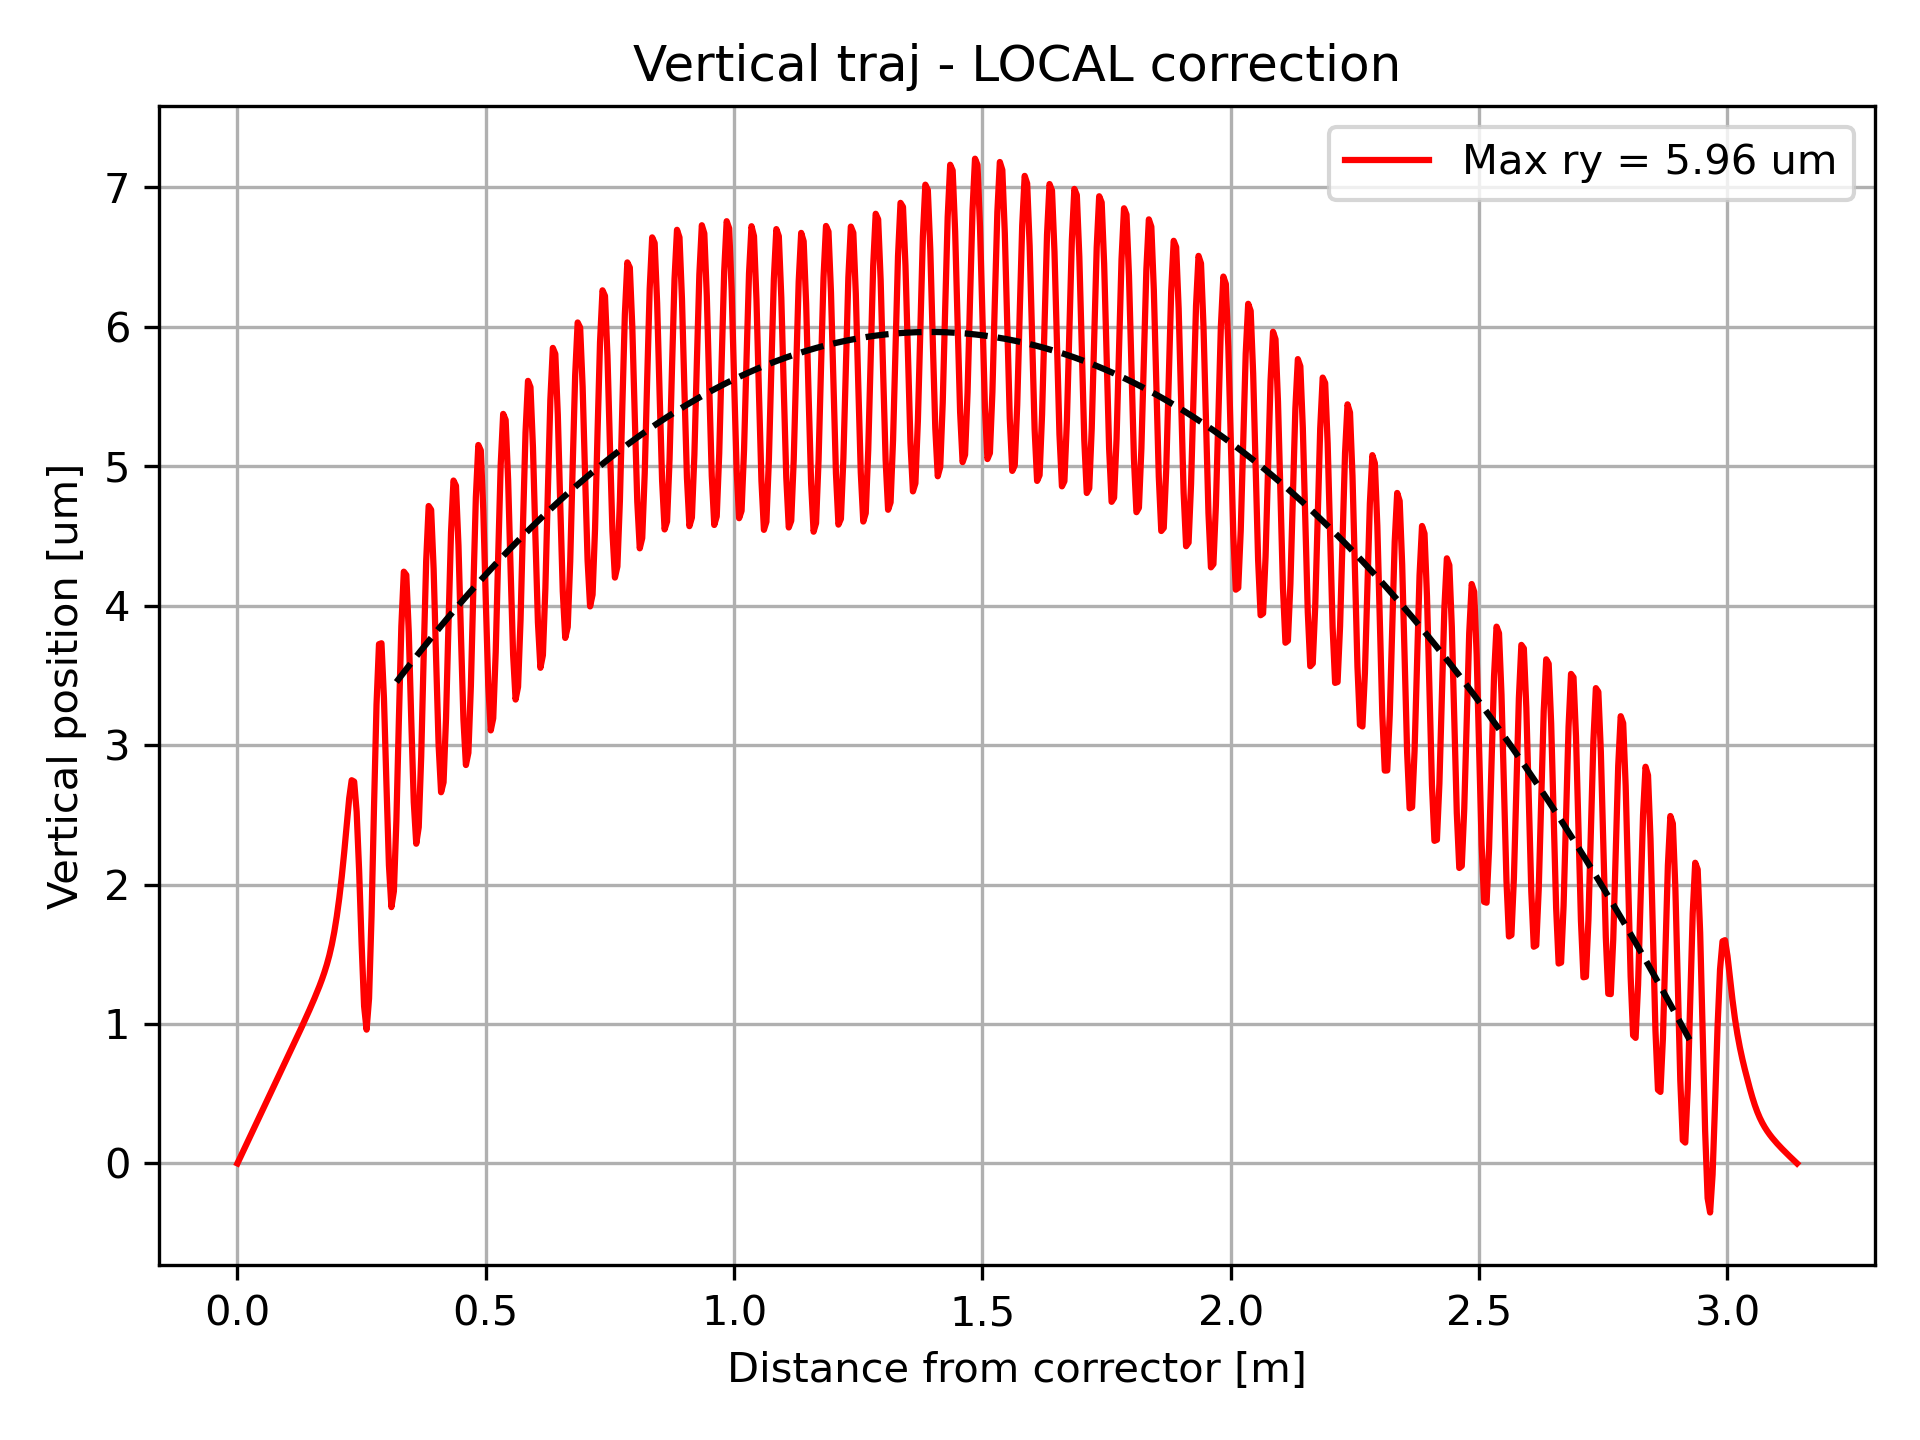 Vertical traj - LOCAL correction
Max ry = 5.96 um
Vertical position [um]
7
6
5
4
3
2
1
0
0.0 0.5 1.0 1.5 2.0 2.5 3.0
Distance from corrector [m]